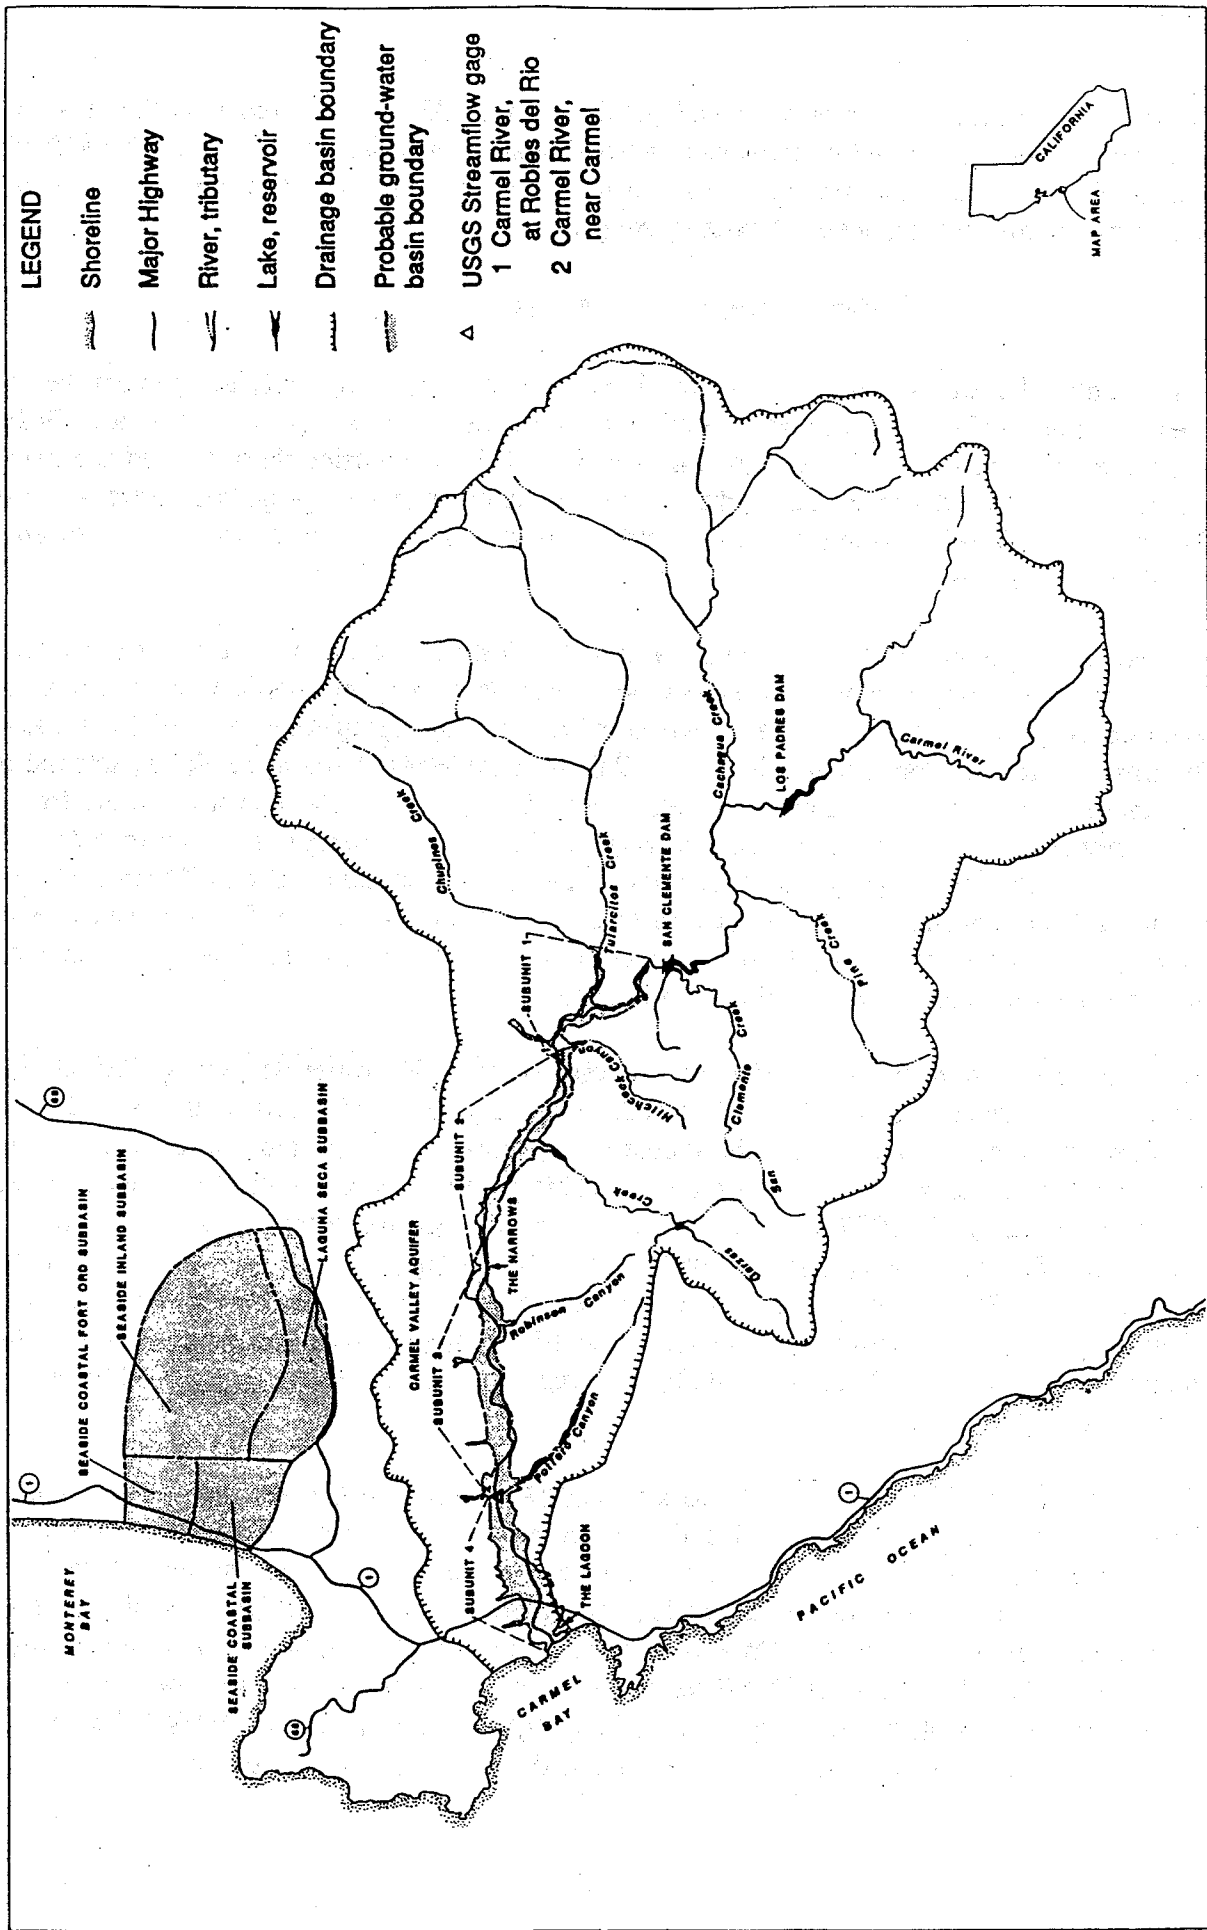 LEGEND
Shoreline
Major Highway
River, tributary
Lake, reservoir
Drainage basin boundary
Probable ground-water
basin boundary
USGS Streamflow gage
1 Carmel River,
at Robles del Rio
2 Carmel River,
near Carmel
CALIFORNIA
MAP AREA
MONTEREY
BAY
1
68
SEASIDE COASTAL FORT ORD SUBBASIN
SEASIDE INLAND SUBBASIN
LAGUNA SECA SUBBASIN
SEASIDE COASTAL
SUBBASIN
1
68
CARMEL VALLEY AQUIFER
SUBUNIT 4
SUBUNIT 3
SUBUNIT 2
SUBUNIT 1
THE NARROWS
THE LAGOON
CARMEL
BAY
Potrero Canyon
Robinson Canyon
Garzas Creek
Hitchcock Canyon
San Clemente Creek
Chupines Creek
Tularcitos Creek
SAN CLEMENTE DAM
Cachagua Creek
Pine Creek
LOS PADRES DAM
Carmel River
1
PACIFIC OCEAN